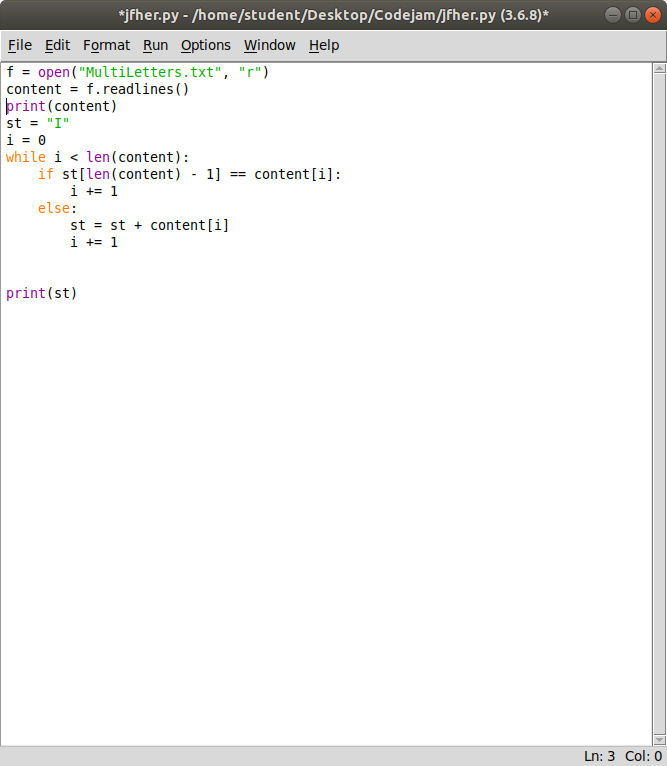 *jfher.py - /home/student/Desktop/Codejam/jfher.py (3.6.8)*
File Edit Format Run Options Window Help
f = open("MultiLetters.txt", "r")
content = f.readlines()
print(content)
st = "I"
i = 0
while i < len(content):
    if st[len(content) - 1] == content[i]:
        i += 1
    else:
        st = st + content[i]
        i += 1
print(st)
Ln: 3 Col: 0